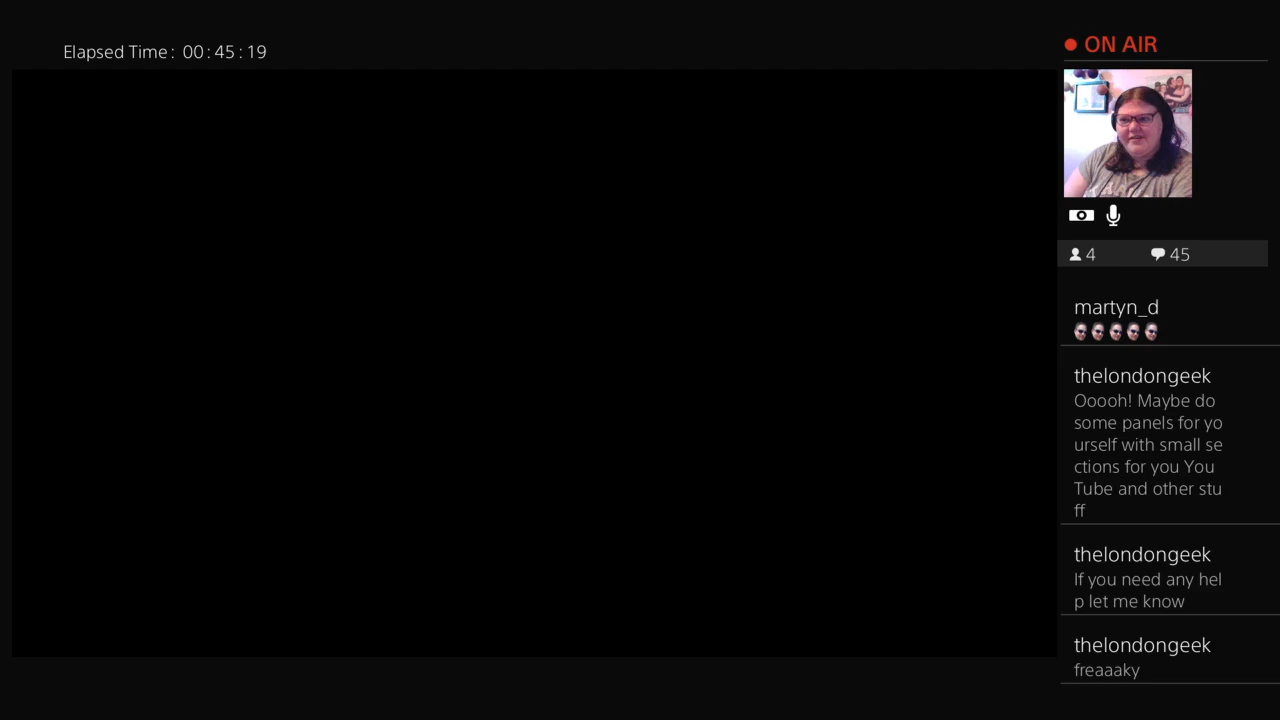 Elapsed Time: 00:45:19
ON AIR
4 45
martyn_d
thelondongeek
Ooooh! Maybe do
some panels for yo
urself with small se
ctions for you You
Tube and other stu
ff
thelondongeek
If you need any hel
p let me know
thelondongeek
freaaaky